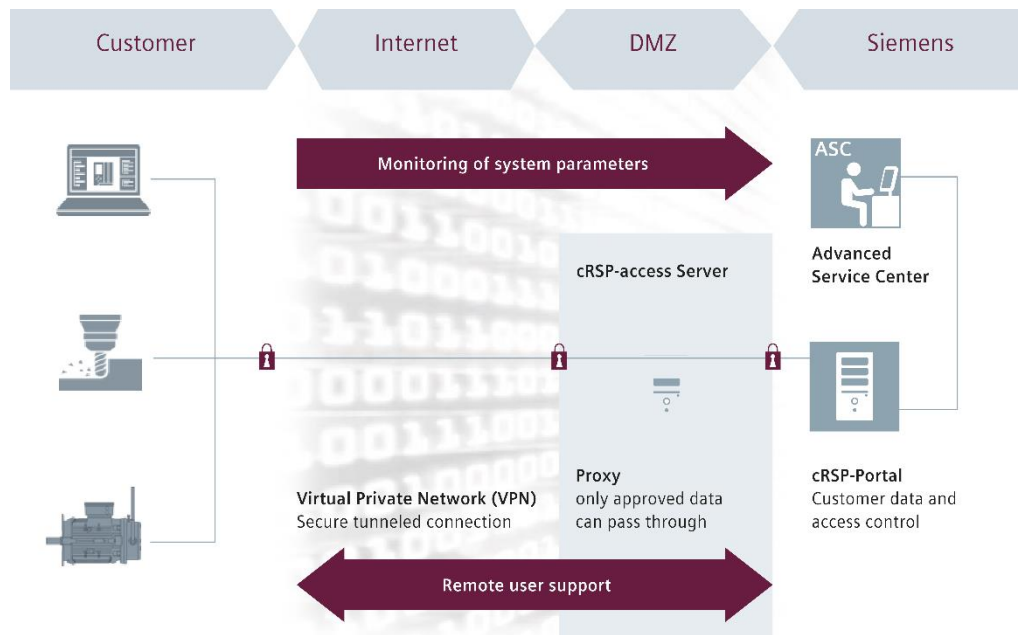 Customer
Internet
DMZ
Siemens
Monitoring of system parameters
ASC
Advanced
Service Center
cRSP-access Server
Virtual Private Network (VPN)
Secure tunneled connection
Proxy
only approved data
can pass through
cRSP-Portal
Customer data and
access control
Remote user support